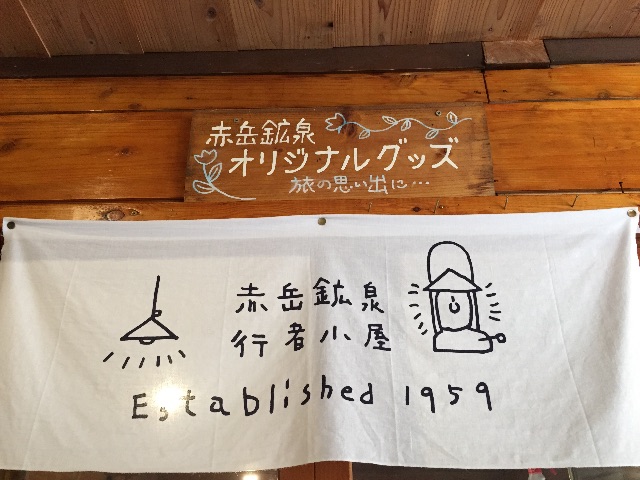 赤岳鉱泉
オリジナルグッズ
旅の思い出に…
赤岳鉱泉
行者小屋
Established 1959